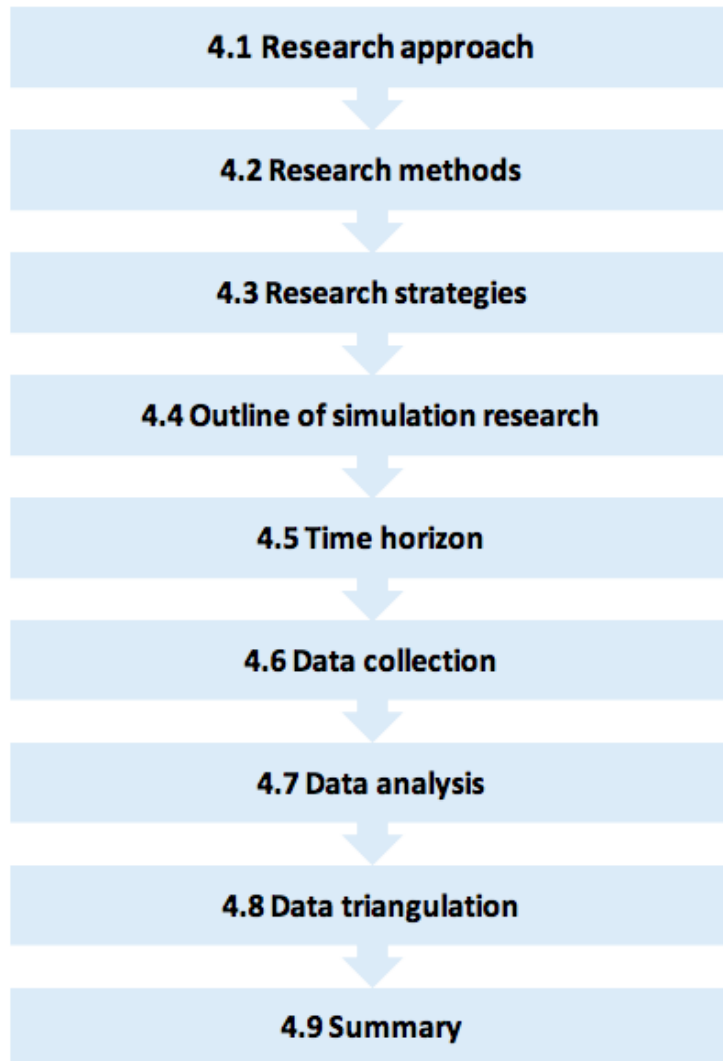 4.1 Research approach
4.2 Research methods
4.3 Research strategies
4.4 Outline of simulation research
4.5 Time horizon
4.6 Data collection
4.7 Data analysis
4.8 Data triangulation
4.9 Summary